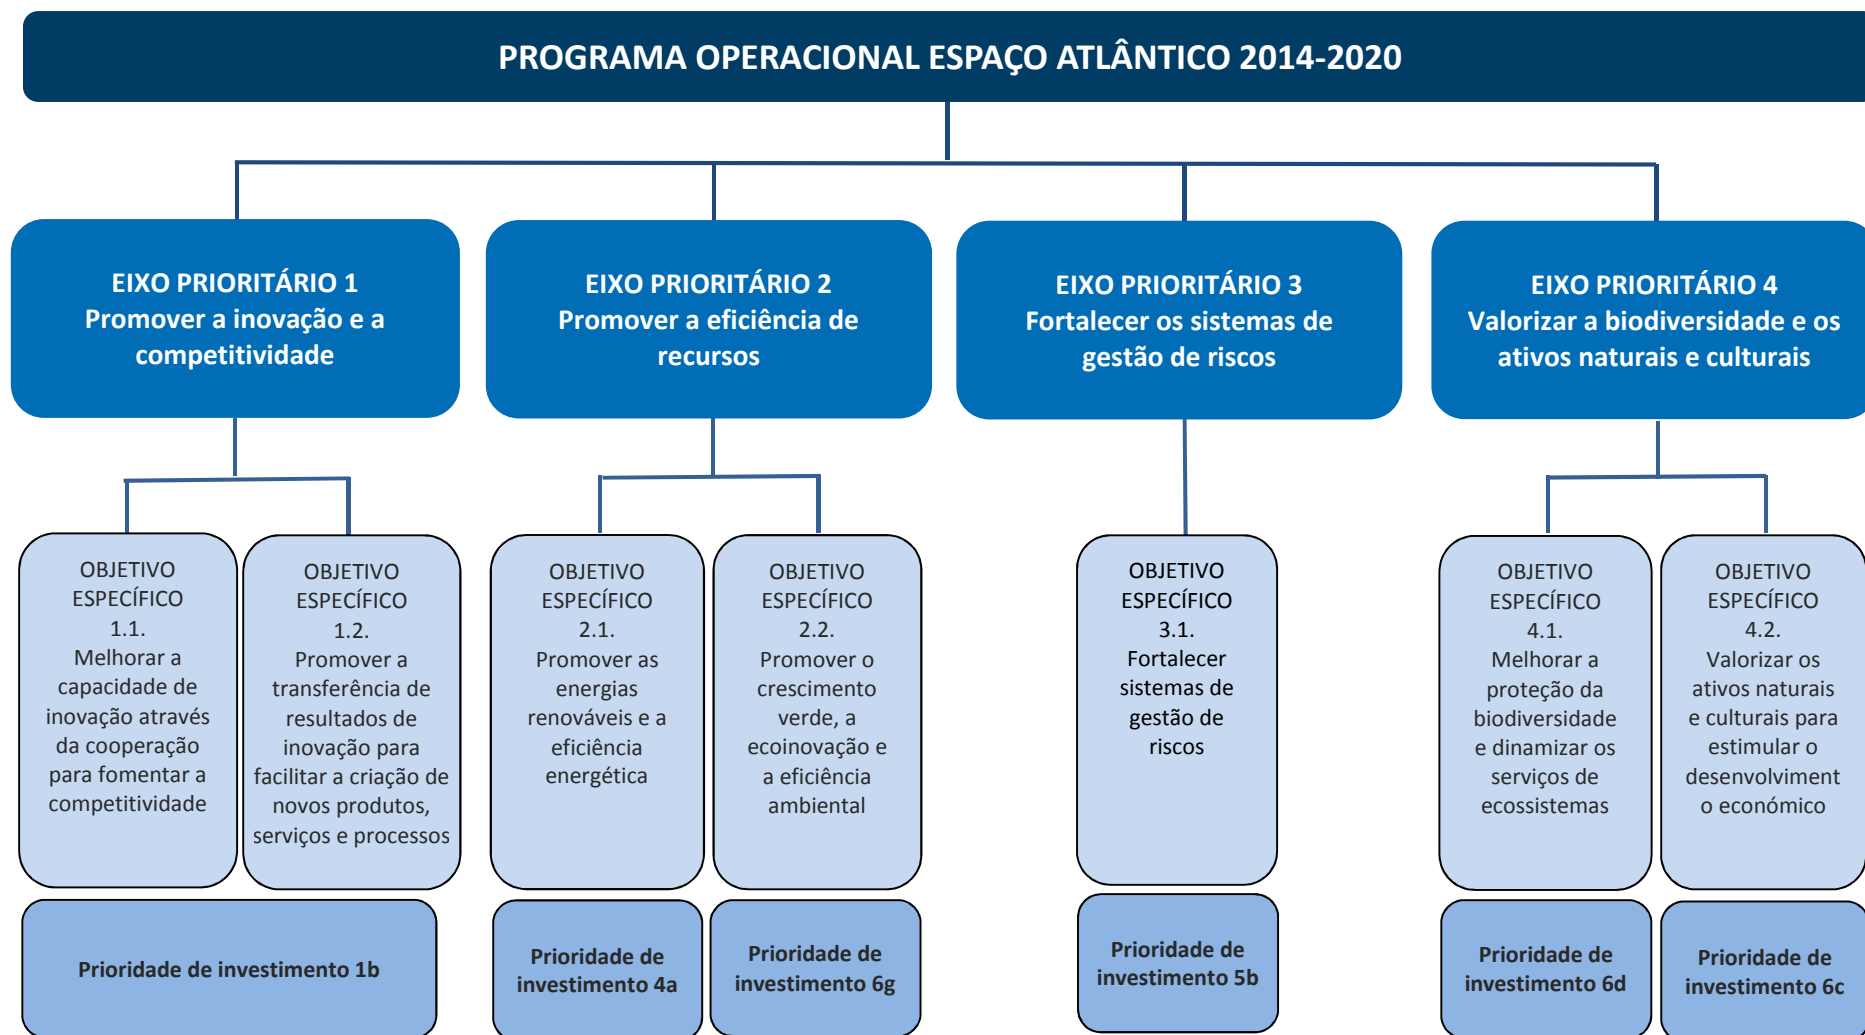 PROGRAMA OPERACIONAL ESPAÇO ATLÂNTICO 2014-2020
EIXO PRIORITÁRIO 1
Promover a inovação e a
competitividade
EIXO PRIORITÁRIO 2
Promover a eficiência de
recursos
EIXO PRIORITÁRIO 3
Fortalecer os sistemas de
gestão de riscos
EIXO PRIORITÁRIO 4
Valorizar a biodiversidade e os
ativos naturais e culturais
OBJETIVO
ESPECÍFICO
1.1.
Melhorar a
capacidade de
inovação através
da cooperação
para fomentar a
competitividade
OBJETIVO
ESPECÍFICO
1.2.
Promover a
transferência de
resultados de
inovação para
facilitar a criação de
novos produtos,
serviços e processos
OBJETIVO
ESPECÍFICO
2.1.
Promover as
energias
renováveis e a
eficiência
energética
OBJETIVO
ESPECÍFICO
2.2.
Promover o
crescimento
verde, a
ecoinovação e
a eficiência
ambiental
OBJETIVO
ESPECÍFICO
3.1.
Fortalecer
sistemas de
gestão de
riscos
OBJETIVO
ESPECÍFICO
4.1.
Melhorar a
proteção da
biodiversidade
e dinamizar os
serviços de
ecossistemas
OBJETIVO
ESPECÍFICO
4.2.
Valorizar os
ativos naturais
e culturais para
estimular o
desenvolviment
o económico
Prioridade de investimento 1b
Prioridade de
investimento 4a
Prioridade de
investimento 6g
Prioridade de
investimento 5b
Prioridade de
investimento 6d
Prioridade de
investimento 6c